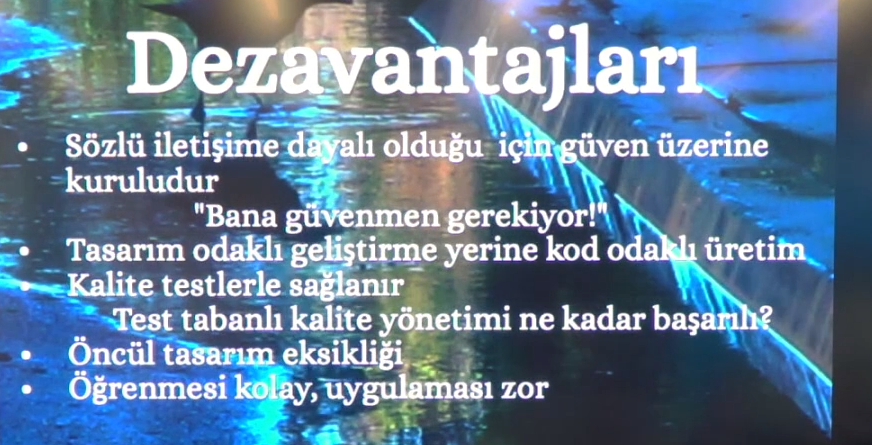 Dezavantajları
• Sözlü iletişime dayalı olduğu için güven üzerine
kuruludur
"Bana güvenmen gerekiyor!"
• Tasarım odaklı geliştirme yerine kod odaklı üretim
• Kalite testlerle sağlanır
Test tabanlı kalite yönetimi ne kadar başarılı?
• Öncül tasarım eksikliği
• Öğrenmesi kolay, uygulaması zor